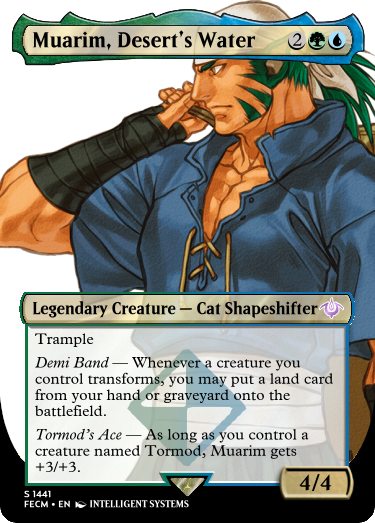 Muarim, Desert's Water 2
Legendary Creature — Cat Shapeshifter
Trample
Demi Band — Whenever a creature you
control transforms, you may put a land card
from your hand or graveyard onto the
battlefield.
Tormod's Ace — As long as you control a
creature named Tormod, Muarim gets
+3/+3.
4/4
S 1441
FECM • EN INTELLIGENT SYSTEMS